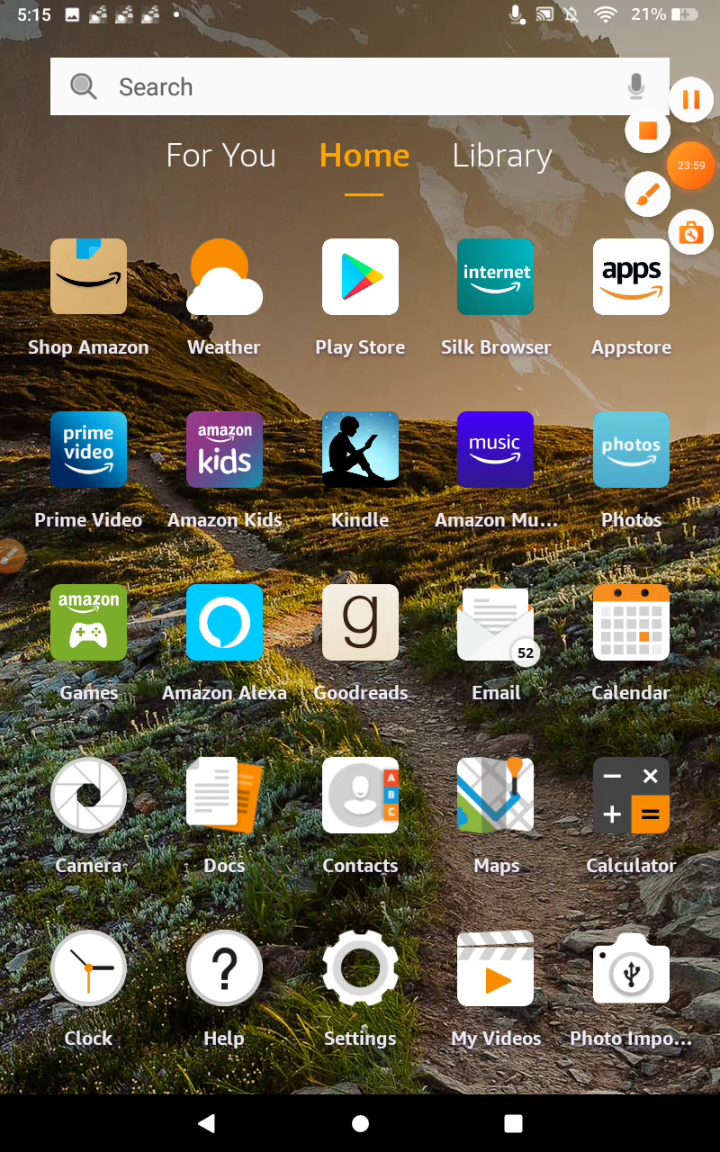 5:15 21%
Search
23:59
For You Home Library
internet apps
Shop Amazon Weather Play Store Silk Browser Appstore
prime video amazon kids music photos
Prime Video Amazon Kids Kindle Amazon Mu... Photos
amazon g 52
Games Amazon Alexa Goodreads Email Calendar
A
B
C
− × + =
Camera Docs Contacts Maps Calculator
?
Clock Help Settings My Videos Photo Impo...